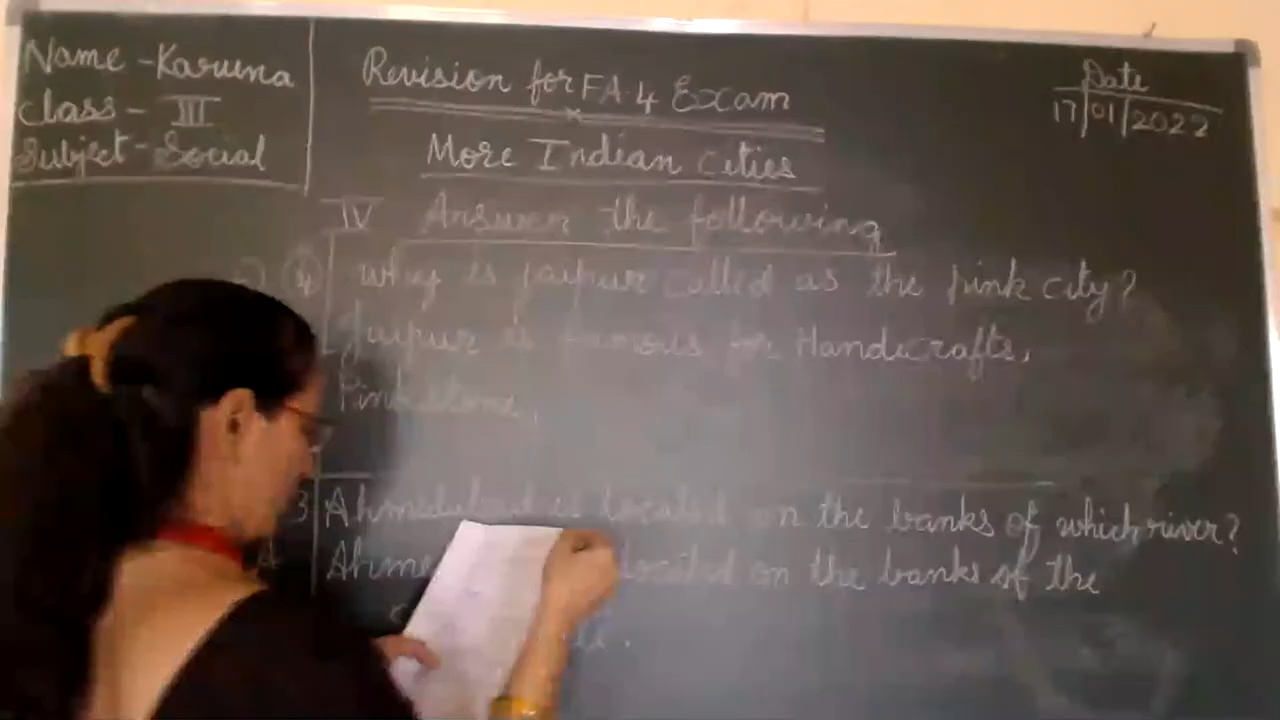 Name - Karuna
Class - III
Subject - Social
Revision for FA 4 Exam
Date
17/01/2022
More Indian Cities
IV Answer the following
4 Why is jaipur called as the pink city?
Jaipur is famous for Handicrafts,
Pink stone,
3 Ahmedabad is located on the banks of which river?
A located on the banks of the